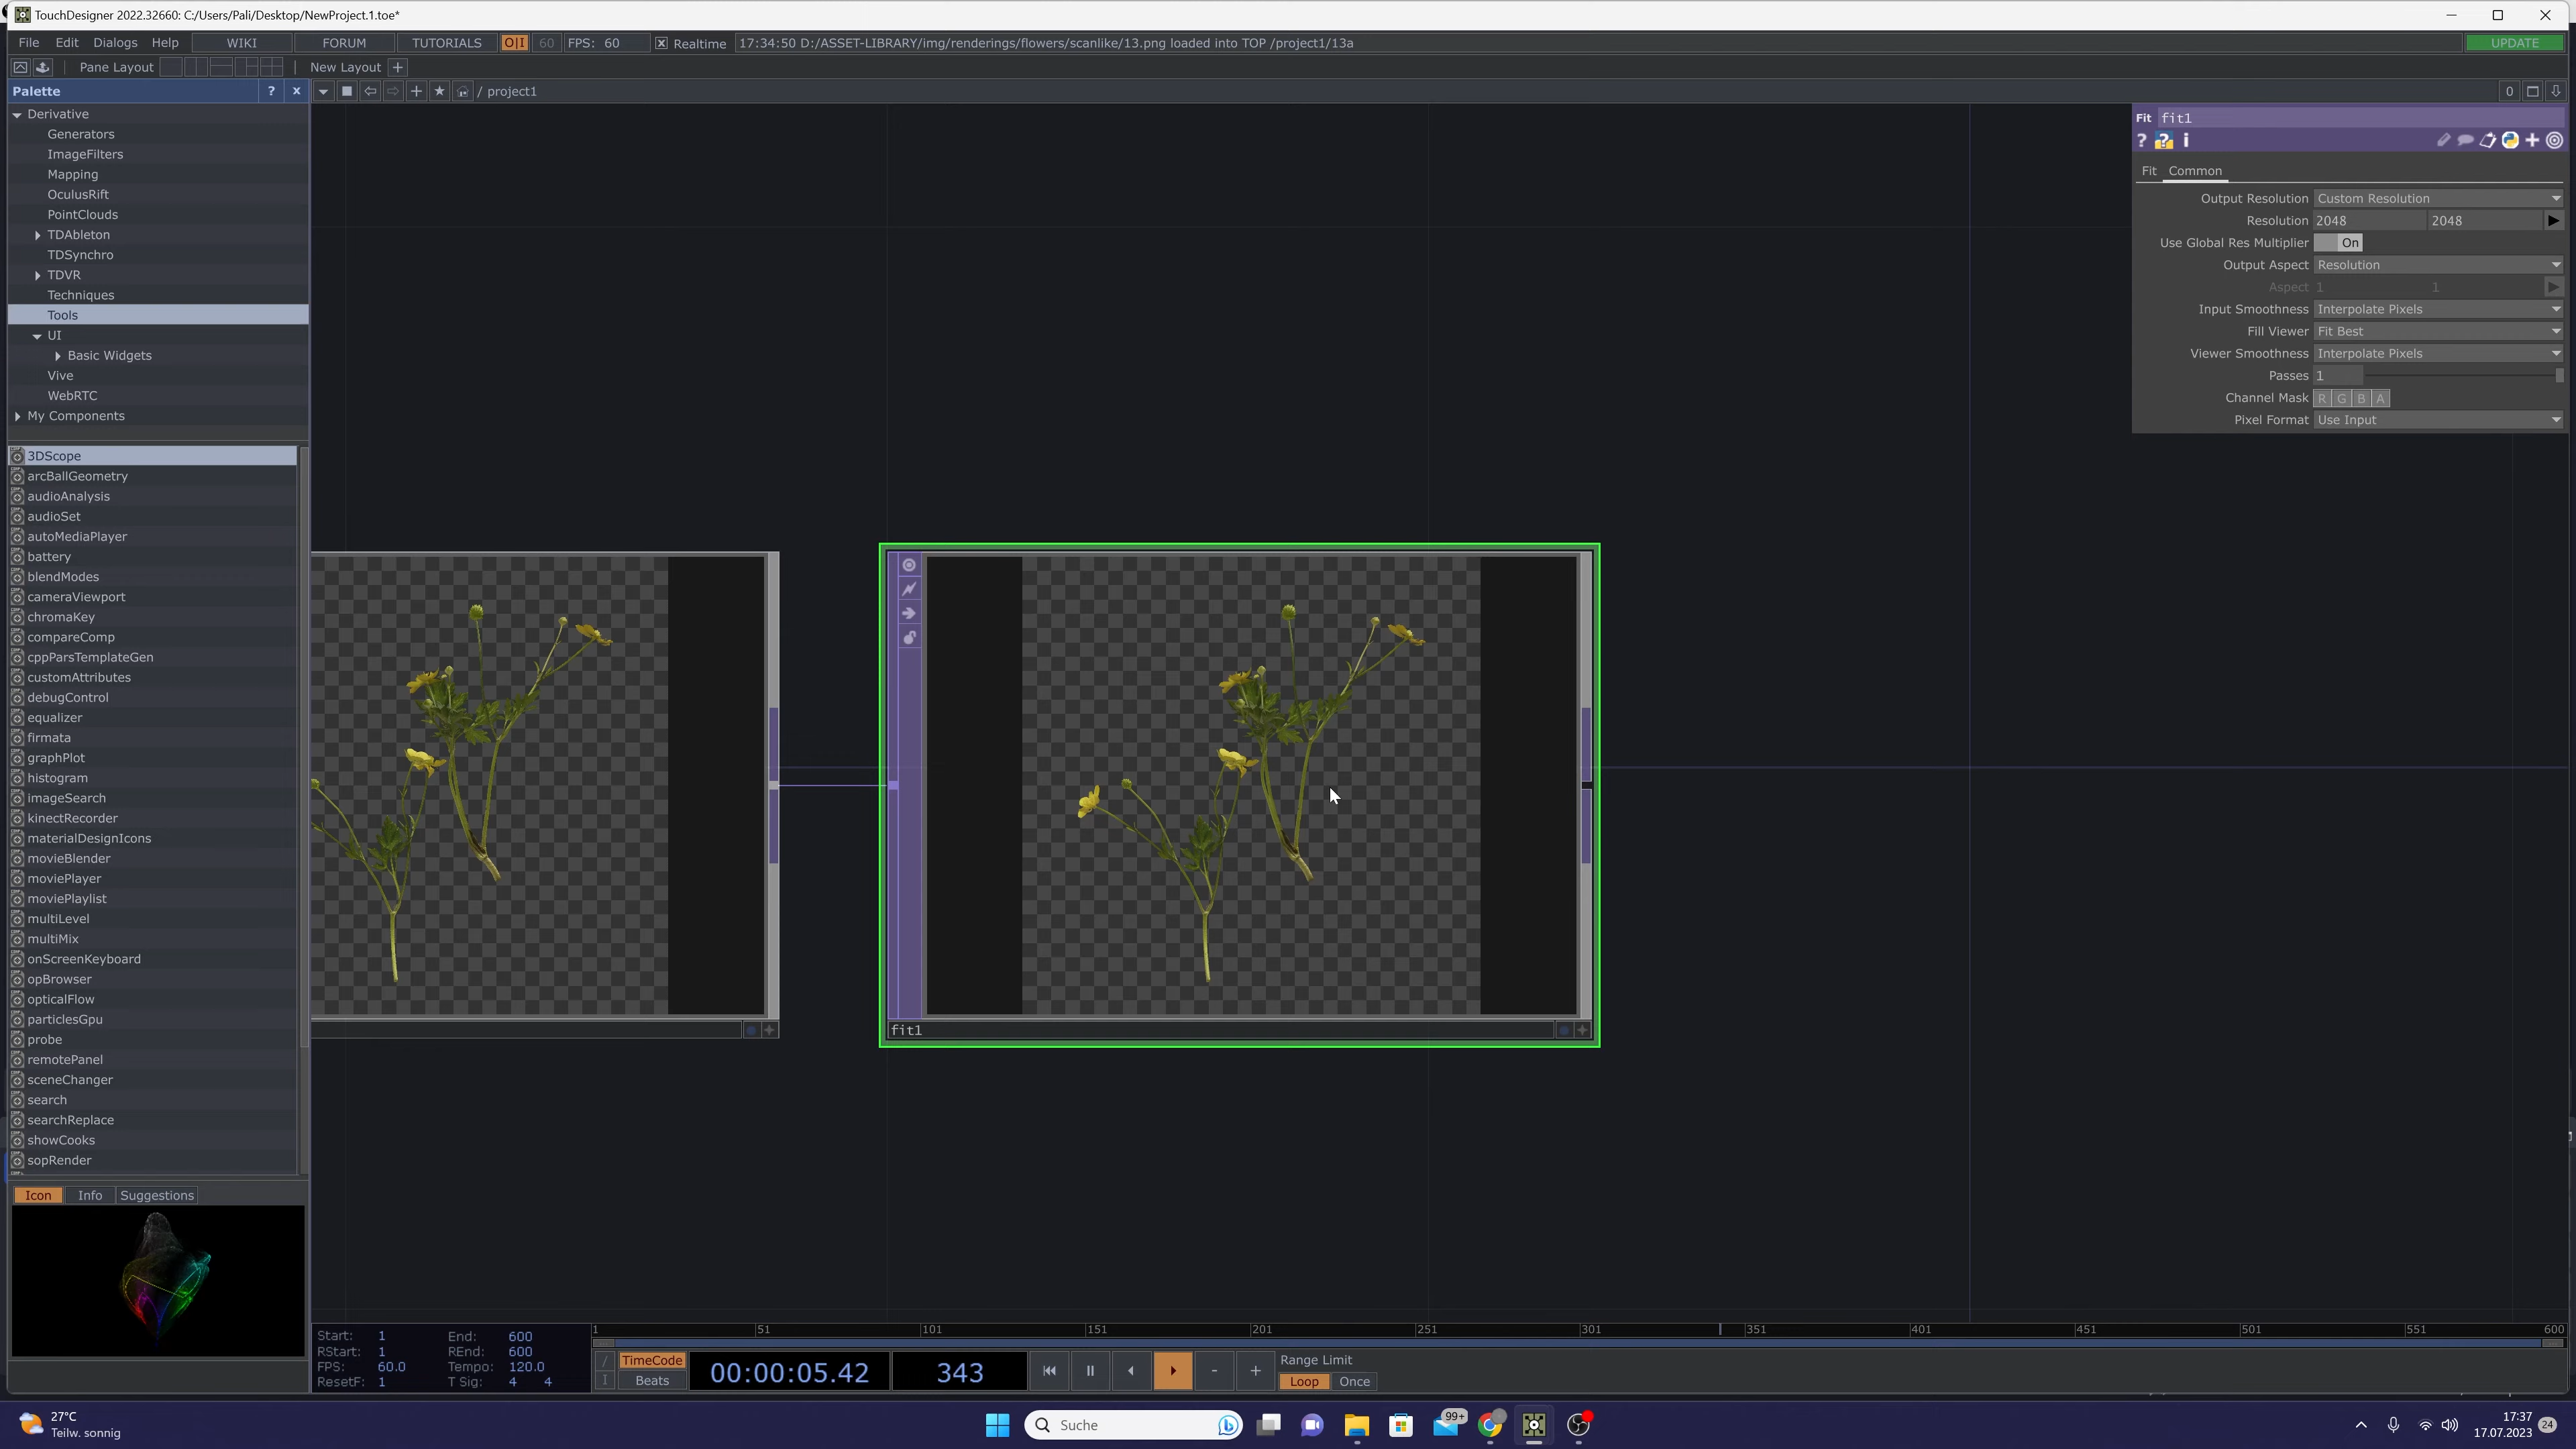 TouchDesigner 2022.32660: C:/Users/Pali/Desktop/NewProject.1.toe*
File Edit Dialogs Help WIKI FORUM TUTORIALS O|I 60 FPS: 60 Realtime 17:34:50 D:/ASSET-LIBRARY/img/renderings/flowers/scanlike/13.png loaded into TOP /project1/13a UPDATE
Pane Layout New Layout +
Palette ? x / project1 0
Derivative
Generators
ImageFilters
Mapping
OculusRift
PointClouds
TDAbleton
TDSynchro
TDVR
Techniques
Tools
UI
Basic Widgets
Vive
WebRTC
My Components
3DScope
arcBallGeometry
audioAnalysis
audioSet
autoMediaPlayer
battery
blendModes
cameraViewport
chromaKey
compareComp
cppParsTemplateGen
customAttributes
debugControl
equalizer
firmata
graphPlot
histogram
imageSearch
kinectRecorder
materialDesignIcons
movieBlender
moviePlayer
moviePlaylist
multiLevel
multiMix
onScreenKeyboard
opBrowser
opticalFlow
particlesGpu
probe
remotePanel
sceneChanger
search
searchReplace
showCooks
sopRender
Icon Info Suggestions
fit1
Fit fit1
? ? i
Fit Common
Output Resolution Custom Resolution
Resolution 2048 2048
Use Global Res Multiplier On
Output Aspect Resolution
Aspect 1 1
Input Smoothness Interpolate Pixels
Fill Viewer Fit Best
Viewer Smoothness Interpolate Pixels
Passes 1
Channel Mask R G B A
Pixel Format Use Input
1 51 101 151 201 251 301 351 401 451 501 551 600
Start: 1 End: 600
RStart: 1 REnd: 600
FPS: 60.0 Tempo: 120.0
ResetF: 1 T Sig: 4 4
/
I
TimeCode
Beats
00:00:05.42 343 - +
Range Limit
Loop Once
27°C
Teilw. sonnig
Suche
99+
17:37
17.07.2023
24